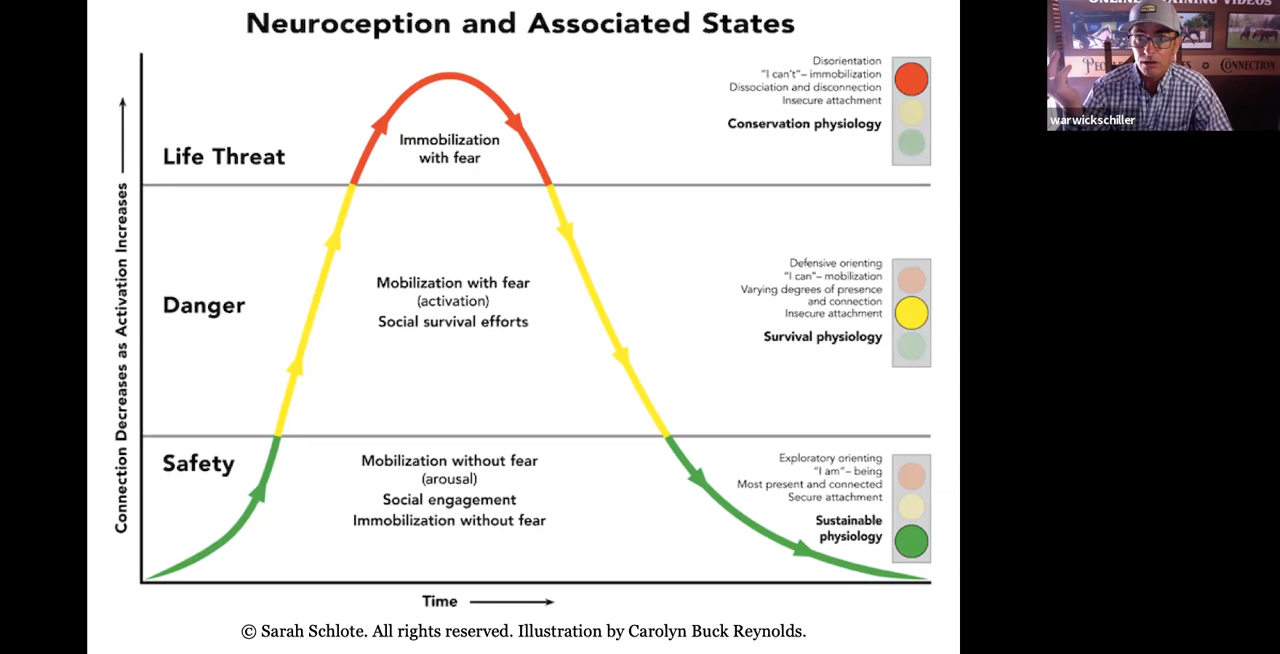 Neuroception and Associated States
Connection Decreases as Activation Increases
Life Threat
Immobilization
with fear
Disorientation
"I can't"– immobilization
Dissociation and disconnection
Insecure attachment
Conservation physiology
Danger
Mobilization with fear
(activation)
Social survival efforts
Defensive orienting
"I can"– mobilization
Varying degrees of presence
and connection
Insecure attachment
Survival physiology
Safety
Mobilization without fear
(arousal)
Social engagement
Immobilization without fear
Exploratory orienting
"I am"– being
Most present and connected
Secure attachment
Sustainable
physiology
Time
© Sarah Schlote. All rights reserved. Illustration by Carolyn Buck Reynolds.
VIDEOS
CONNECTION
warwickschiller